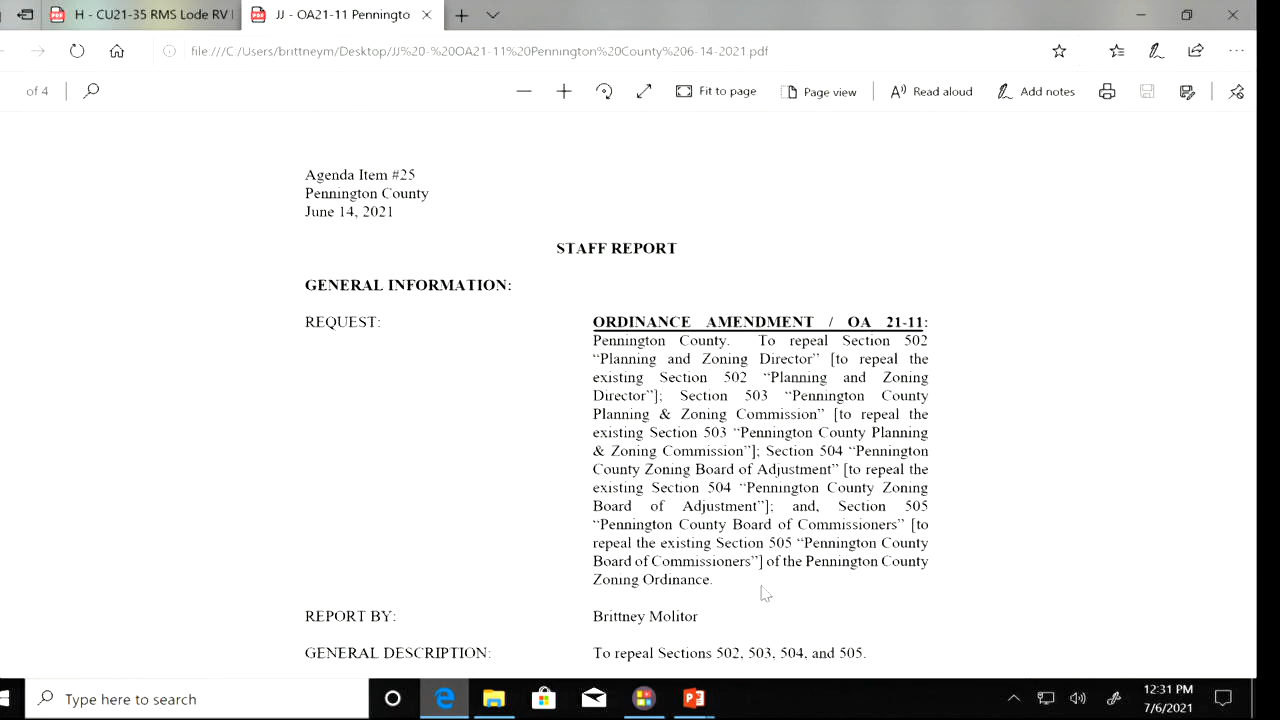 H - CU21-35 RMS Lode RV
JJ - OA21-11 Penningto
file:///C:/Users/brittneym/Desktop/JJ%20-%20OA21-11%20Pennington%20County%206-14-2021.pdf
of 4
Fit to page
Page view
Read aloud
Add notes
Agenda Item #25
Pennington County
June 14, 2021
STAFF REPORT
GENERAL INFORMATION:
REQUEST:
ORDINANCE AMENDMENT / OA 21-11:
Pennington County. To repeal Section 502
“Planning and Zoning Director” [to repeal the
existing Section 502 “Planning and Zoning
Director”]; Section 503 “Pennington County
Planning & Zoning Commission” [to repeal the
existing Section 503 “Pennington County Planning
& Zoning Commission”]; Section 504 “Pennington
County Zoning Board of Adjustment” [to repeal the
existing Section 504 “Pennington County Zoning
Board of Adjustment”]; and, Section 505
“Pennington County Board of Commissioners” [to
repeal the existing Section 505 “Pennington County
Board of Commissioners”] of the Pennington County
Zoning Ordinance.
REPORT BY:
Brittney Molitor
GENERAL DESCRIPTION:
To repeal Sections 502, 503, 504, and 505.
Type here to search
12:31 PM
7/6/2021